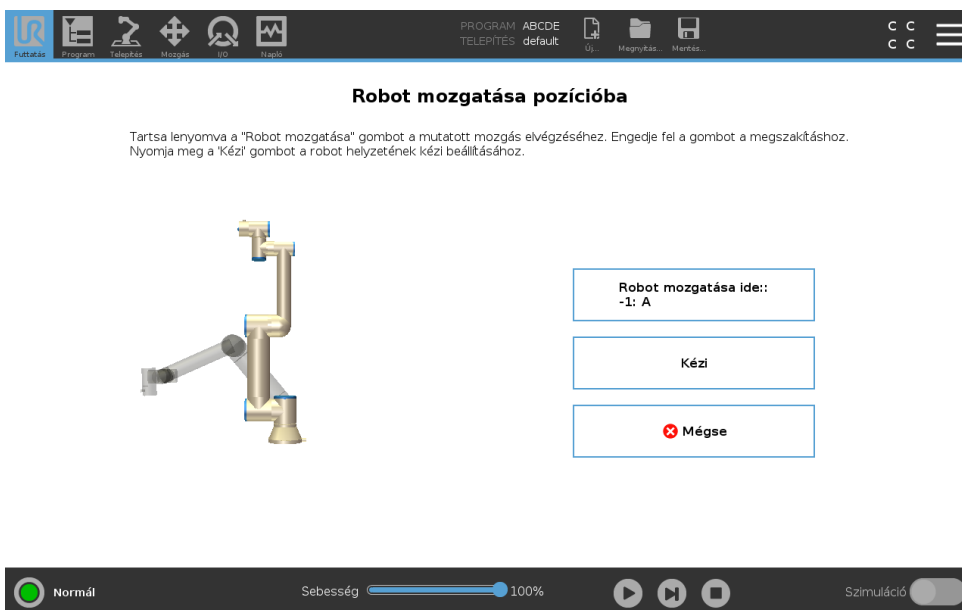 UR
Futtatás
Program
Telepítés
Mozgás
I/O
Napló
PROGRAM ABCDE
TELEPÍTÉS default
Új...
Megnyitás...
Mentés...
C C
C C
Robot mozgatása pozícióba
Tartsa lenyomva a "Robot mozgatása" gombot a mutatott mozgás elvégzéséhez. Engedje fel a gombot a megszakításhoz.
Nyomja meg a 'Kézi' gombot a robot helyzetének kézi beállításához.
Robot mozgatása ide::
-1: A
Kézi
Mégse
Normál
Sebesség 100%
Szimuláció